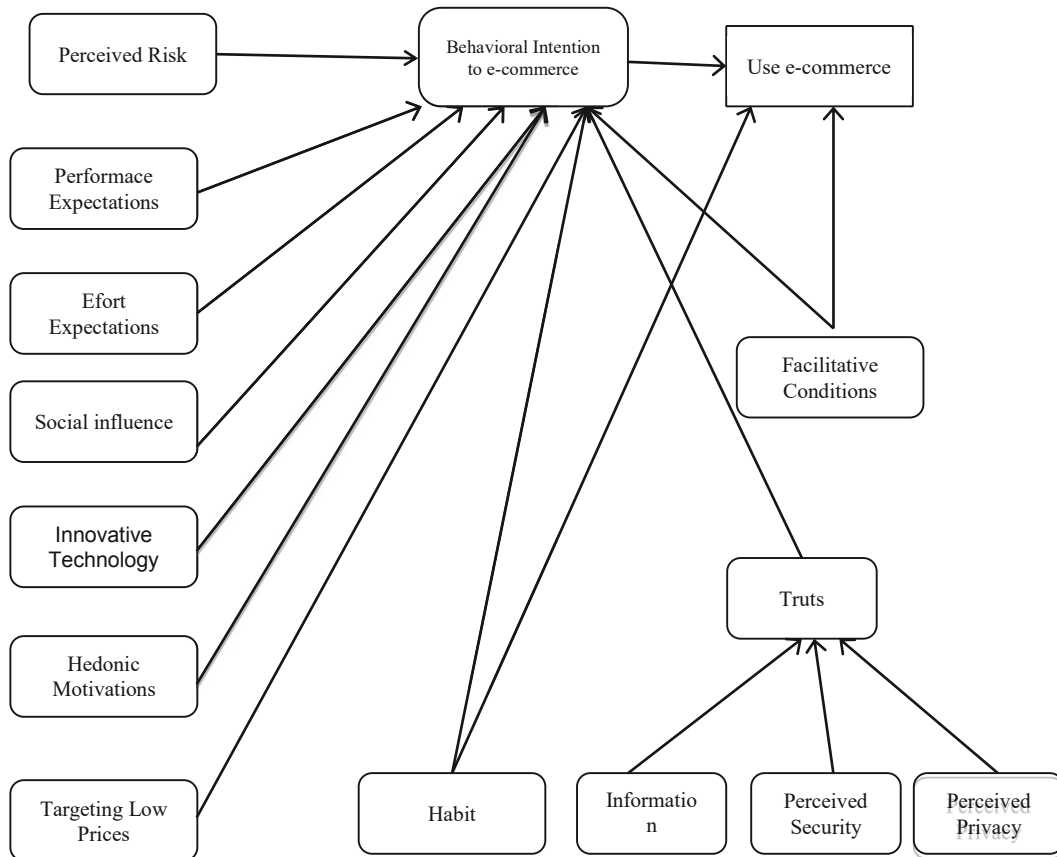 Perceived Risk
Behavioral Intention
to e-commerce
Use e-commerce
Performace
Expectations
Efort
Expectations
Facilitative
Conditions
Social influence
Innovative
Technology
Truts
Hedonic
Motivations
Targeting Low
Prices
Habit
Informatio
n
Perceived
Security
Perceived
Privacy